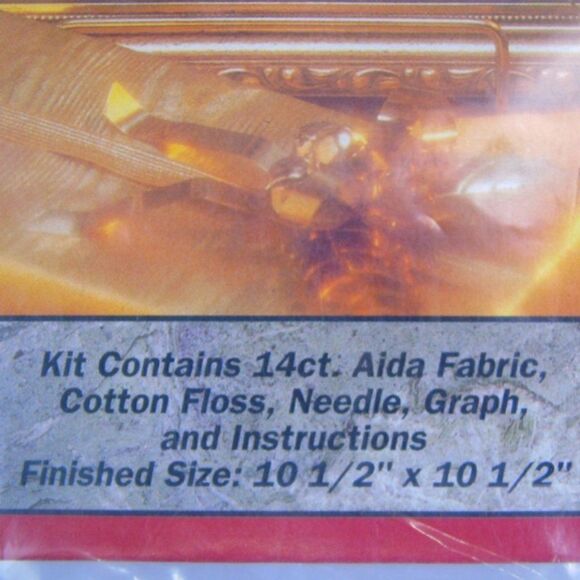 Kit Contains 14ct. Aida Fabric,
Cotton Floss, Needle, Graph,
and Instructions
Finished Size: 10 1/2" x 10 1/2"